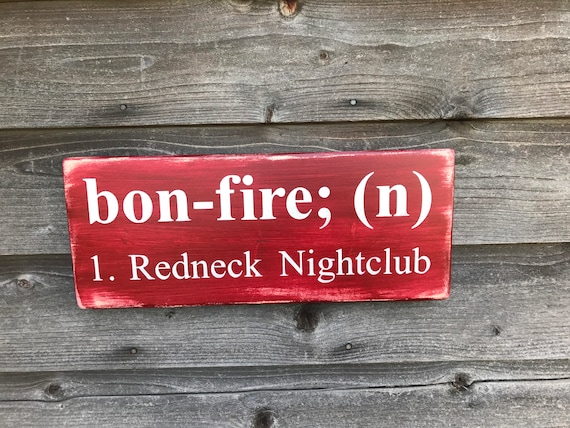 bon-fire; (n)
1. Redneck Nightclub